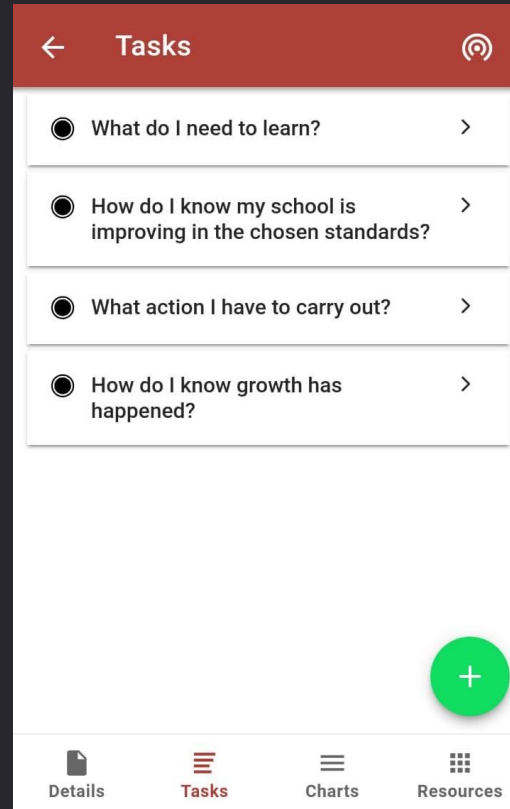 Tasks
What do I need to learn?
How do I know my school is
improving in the chosen standards?
What action I have to carry out?
How do I know growth has
happened?
Details
Tasks
Charts
Resources